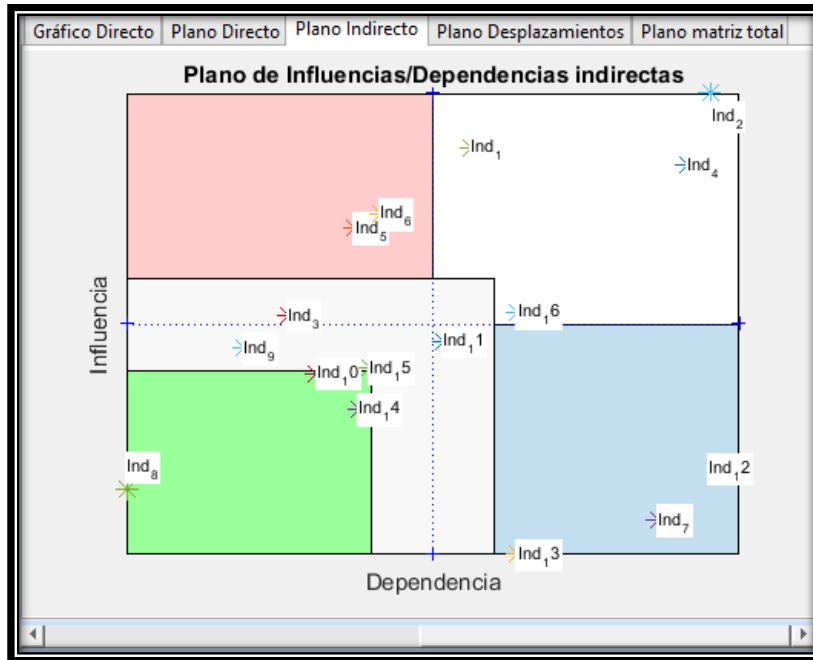 Gráfico Directo Plano Directo Plano Indirecto Plano Desplazamientos Plano matriz total
Plano de Influencias/Dependencias indirectas
Ind2
Ind1
Ind4
Ind6
Ind5
Ind3
Ind16
Ind11
Ind9
Ind10
Ind15
Ind14
Ind8
Ind12
Ind7
Ind13
Influencia
Dependencia